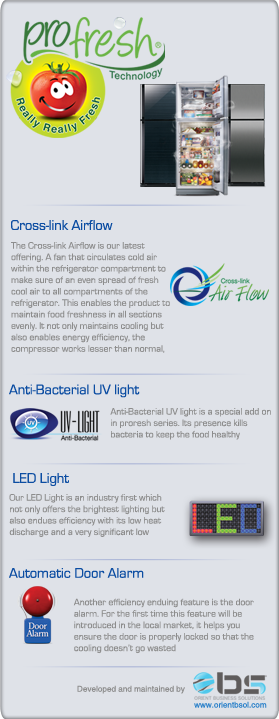 profresh®
Technology
Really Really Fresh
Cross-link Airflow
The Cross-link Airflow is our latest
offering. A fan that circulates cold air
within the refrigerator compartment to
make sure of an even spread of fresh
cool air to all compartments of the
refrigerator. This enables the product to
maintain food freshness in all sections
evenly. It not only maintains cooling but
also enables energy efficiency, the
compressor works lesser than normal,
Cross-link
Air Flow
Anti-Bacterial UV light
UV
UV-LIGHT
Anti-Bacterial
Anti-Bacterial UV light is a special add on
in proresh series. Its presence kills
bacteria to keep the food healthy
LED Light
Our LED Light is an industry first which
not only offers the brightest lighting but
also endues efficiency with its low heat
discharge and a very significant low
LED
Automatic Door Alarm
Door
Alarm
Another efficiency enduing feature is the door
alarm. For the first time this feature will be
introduced in the local market, it helps you
ensure the door is properly locked so that the
cooling doesn't go wasted
Developed and maintained by
obs
ORIENT BUSINESS SOLUTIONS
www.orientbsol.com